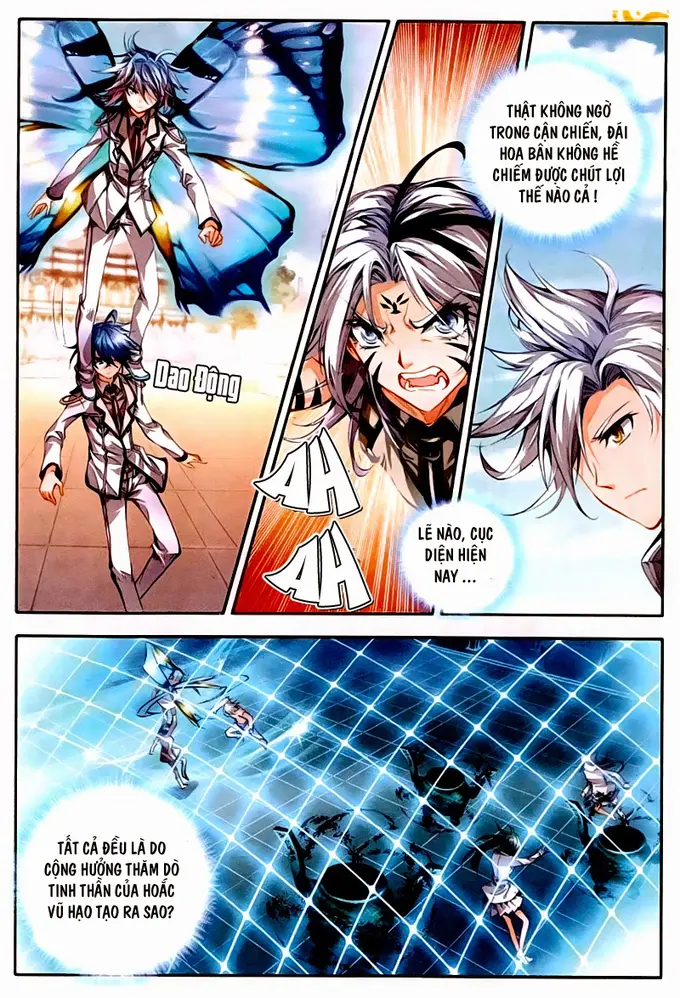 THẬT KHÔNG NGỜ
TRONG CẬN CHIẾN, ĐÁI
HOA BÂN KHÔNG HỀ
CHIẾM ĐƯỢC CHÚT LỢI
THẾ NÀO CẢ !
Dao Động
AH
AH
LẼ NÀO, CỤC
DIỆN HIỆN
NAY ...
TẤT CẢ ĐỀU LÀ DO
CỘNG HƯỞNG THĂM DÒ
TINH THẦN CỦA HOẮC
VŨ HẠO TẠO RA SAO?